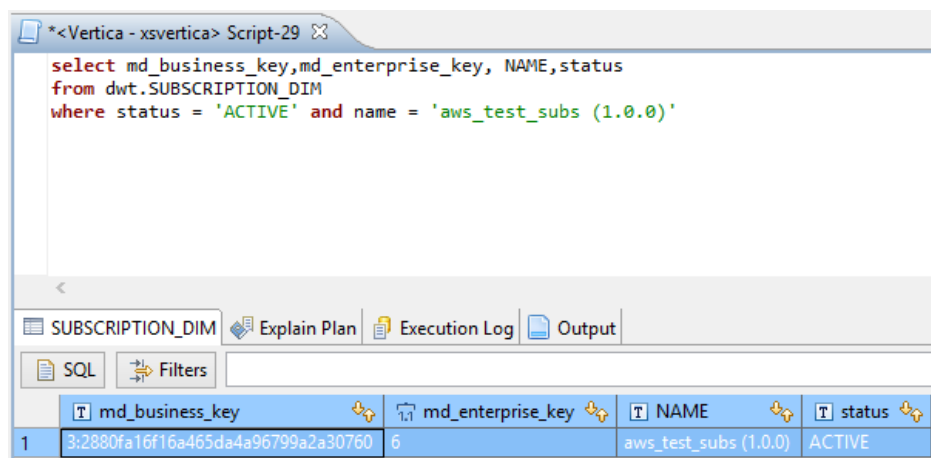 *<Vertica - xsvertica> Script-29
select md_business_key,md_enterprise_key, NAME,status
from dwt.SUBSCRIPTION_DIM
where status = 'ACTIVE' and name = 'aws_test_subs (1.0.0)'
SUBSCRIPTION_DIM Explain Plan Execution Log Output
SQL Filters
T md_business_key 1.1 md_enterprise_key T NAME T status
1 3:2880fa16f16a465da4a96799a2a30760 6 aws_test_subs (1.0.0) ACTIVE